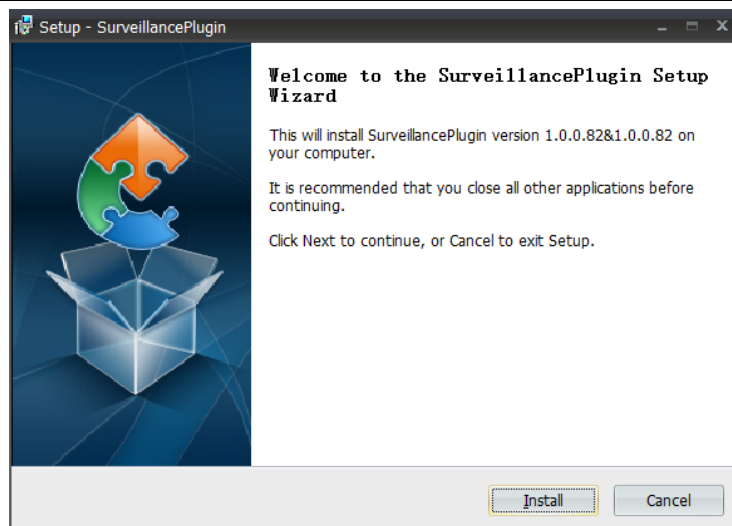 Setup - SurveillancePlugin
Welcome to the SurveillancePlugin Setup
Wizard
This will install SurveillancePlugin version 1.0.0.82&1.0.0.82 on
your computer.
It is recommended that you close all other applications before
continuing.
Click Next to continue, or Cancel to exit Setup.
Install
Cancel